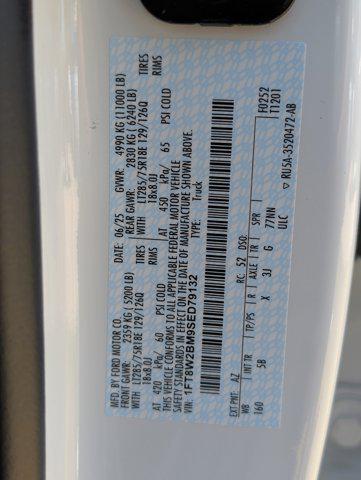 MFD. BY FORD MOTOR CO.
DATE: 06/25 GVWR: 4990 KG (11000 LB)
FRONT GAWR: 2359 KG (5200 LB) REAR GAWR: 2830 KG (6240 LB)
LT285/75R18E 129/126Q TIRES WITH LT285/75R18E 129/126Q TIRES
18x8.0J RIMS 18x8.0J RIMS
AT 420 kPa/ 60 PSI COLD AT 450 kPa/ 65 PSI COLD
THIS VEHICLE CONFORMS TO ALL APPLICABLE FEDERAL MOTOR VEHICLE
SAFETY STANDARDS IN EFFECT ON THE DATE OF MANUFACTURE SHOWN ABOVE.
1FT8W2BM9SED79132
TYPE: Truck
F0252
T1201
EXT PNT: AZ RC: 52 DSO:
WB INT TR TP/PS R AXLE TR SPR
160 5B X 3J G 77NN
ULC
RU5A-3520472-AB